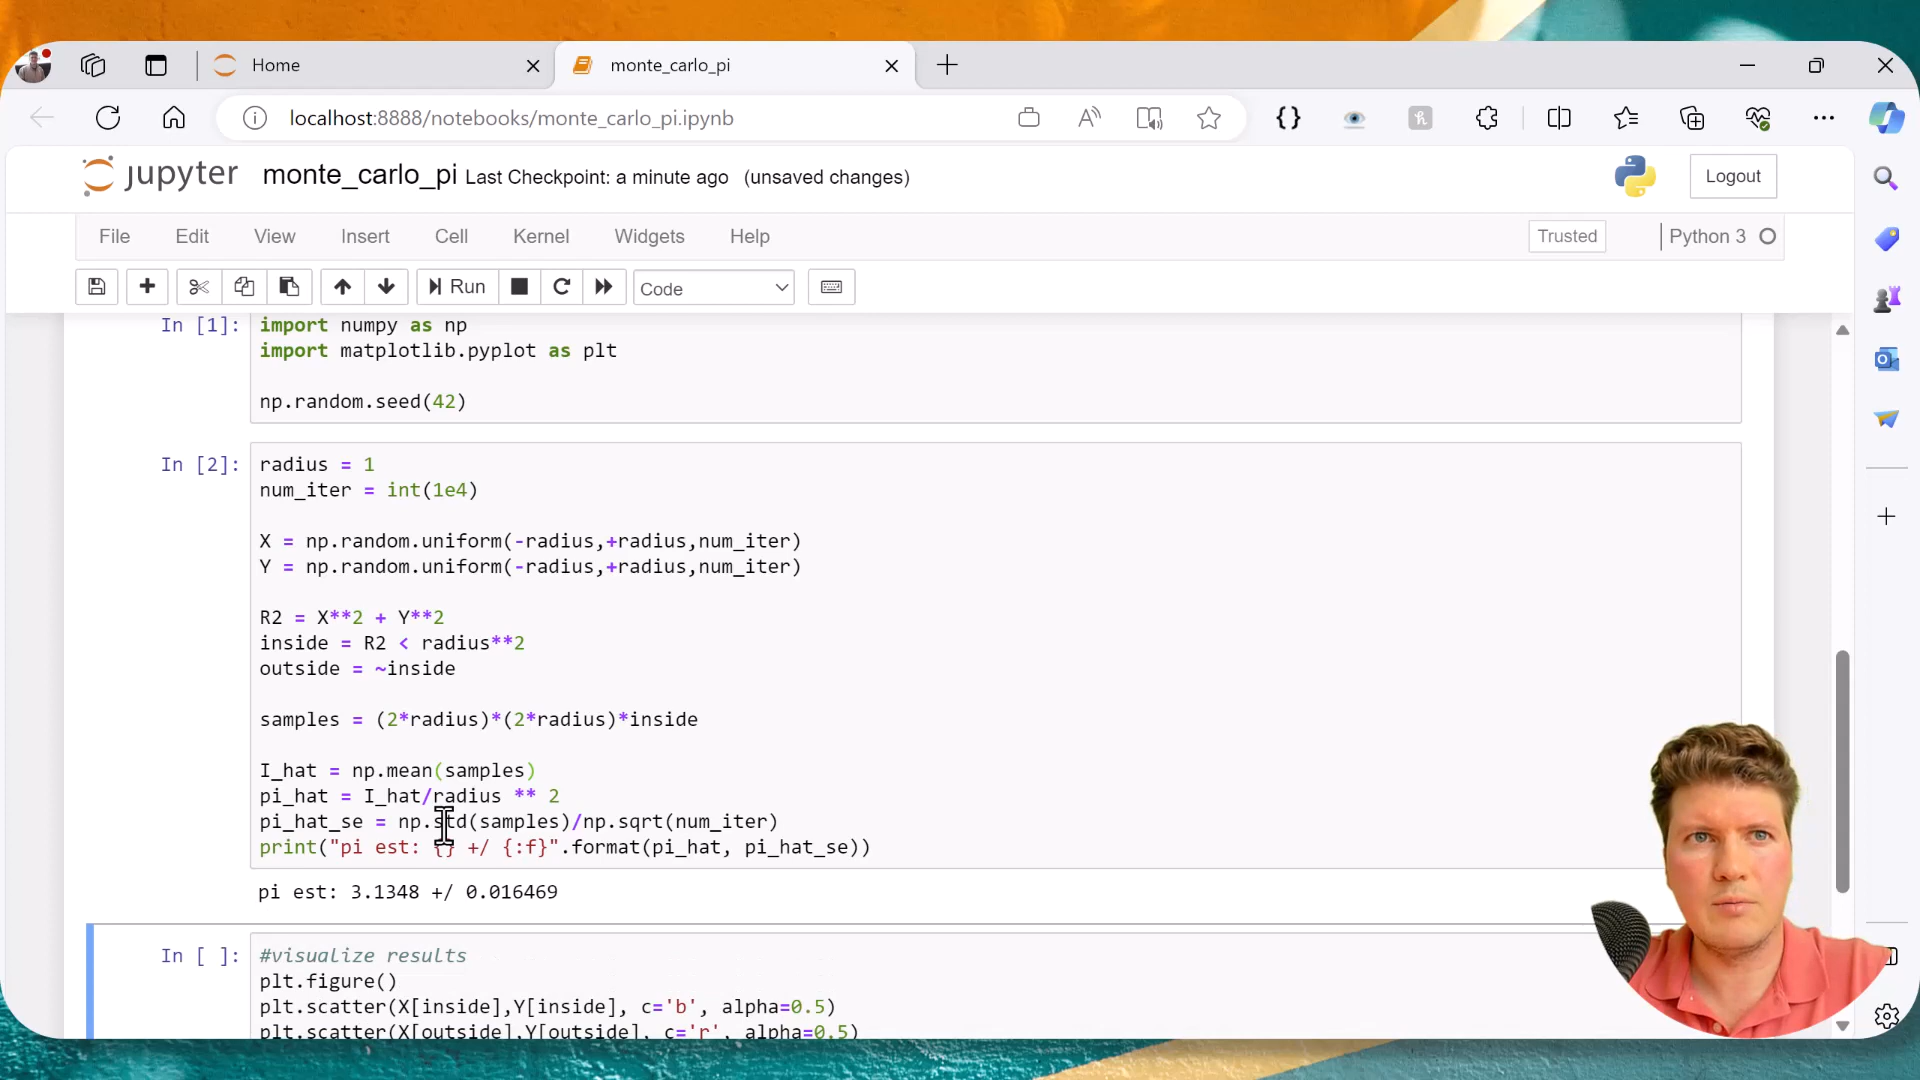 Home
monte_carlo_pi
localhost:8888/notebooks/monte_carlo_pi.ipynb
jupyter monte_carlo_pi Last Checkpoint: a minute ago (unsaved changes)
Logout
File Edit View Insert Cell Kernel Widgets Help
Trusted
Python 3
Run
Code
In [1]:
import numpy as np
import matplotlib.pyplot as plt
np.random.seed(42)
In [2]:
radius = 1
num_iter = int(1e4)
X = np.random.uniform(-radius,+radius,num_iter)
Y = np.random.uniform(-radius,+radius,num_iter)
R2 = X**2 + Y**2
inside = R2 < radius**2
outside = ~inside
samples = (2*radius)*(2*radius)*inside
I_hat = np.mean(samples)
pi_hat = I_hat/radius ** 2
pi_hat_se = np.std(samples)/np.sqrt(num_iter)
print("pi est: {} +/ {:f}".format(pi_hat, pi_hat_se))
pi est: 3.1348 +/ 0.016469
In [ ]:
#visualize results
plt.figure()
plt.scatter(X[inside],Y[inside], c='b', alpha=0.5)
plt.scatter(X[outside],Y[outside], c='r', alpha=0.5)